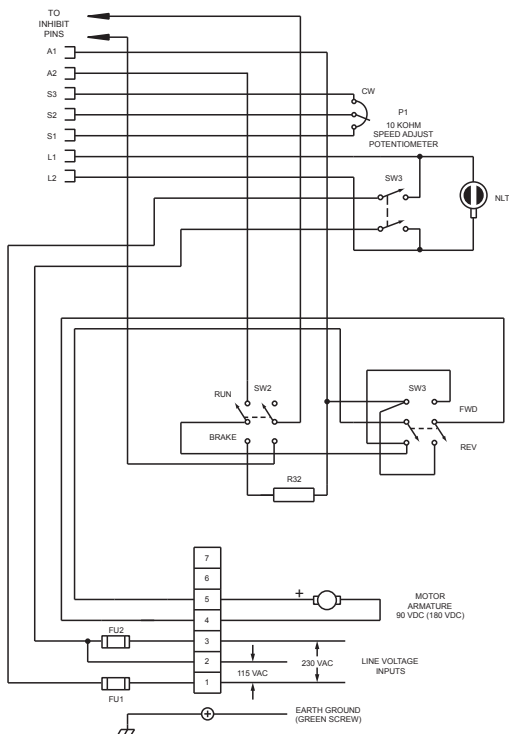 TO
INHIBIT
PINS
A1
A2
S3
S2
S1
L1
L2
CW
P1
10 KOHM
SPEED ADJUST
POTENTIOMETER
SW3
NLT
RUN
SW2
BRAKE
SW3
FWD
REV
R32
7
6
5
4
3
2
1
+
MOTOR
ARMATURE
90 VDC (180 VDC)
FU2
FU1
115 VAC
230 VAC
LINE VOLTAGE
INPUTS
EARTH GROUND
(GREEN SCREW)